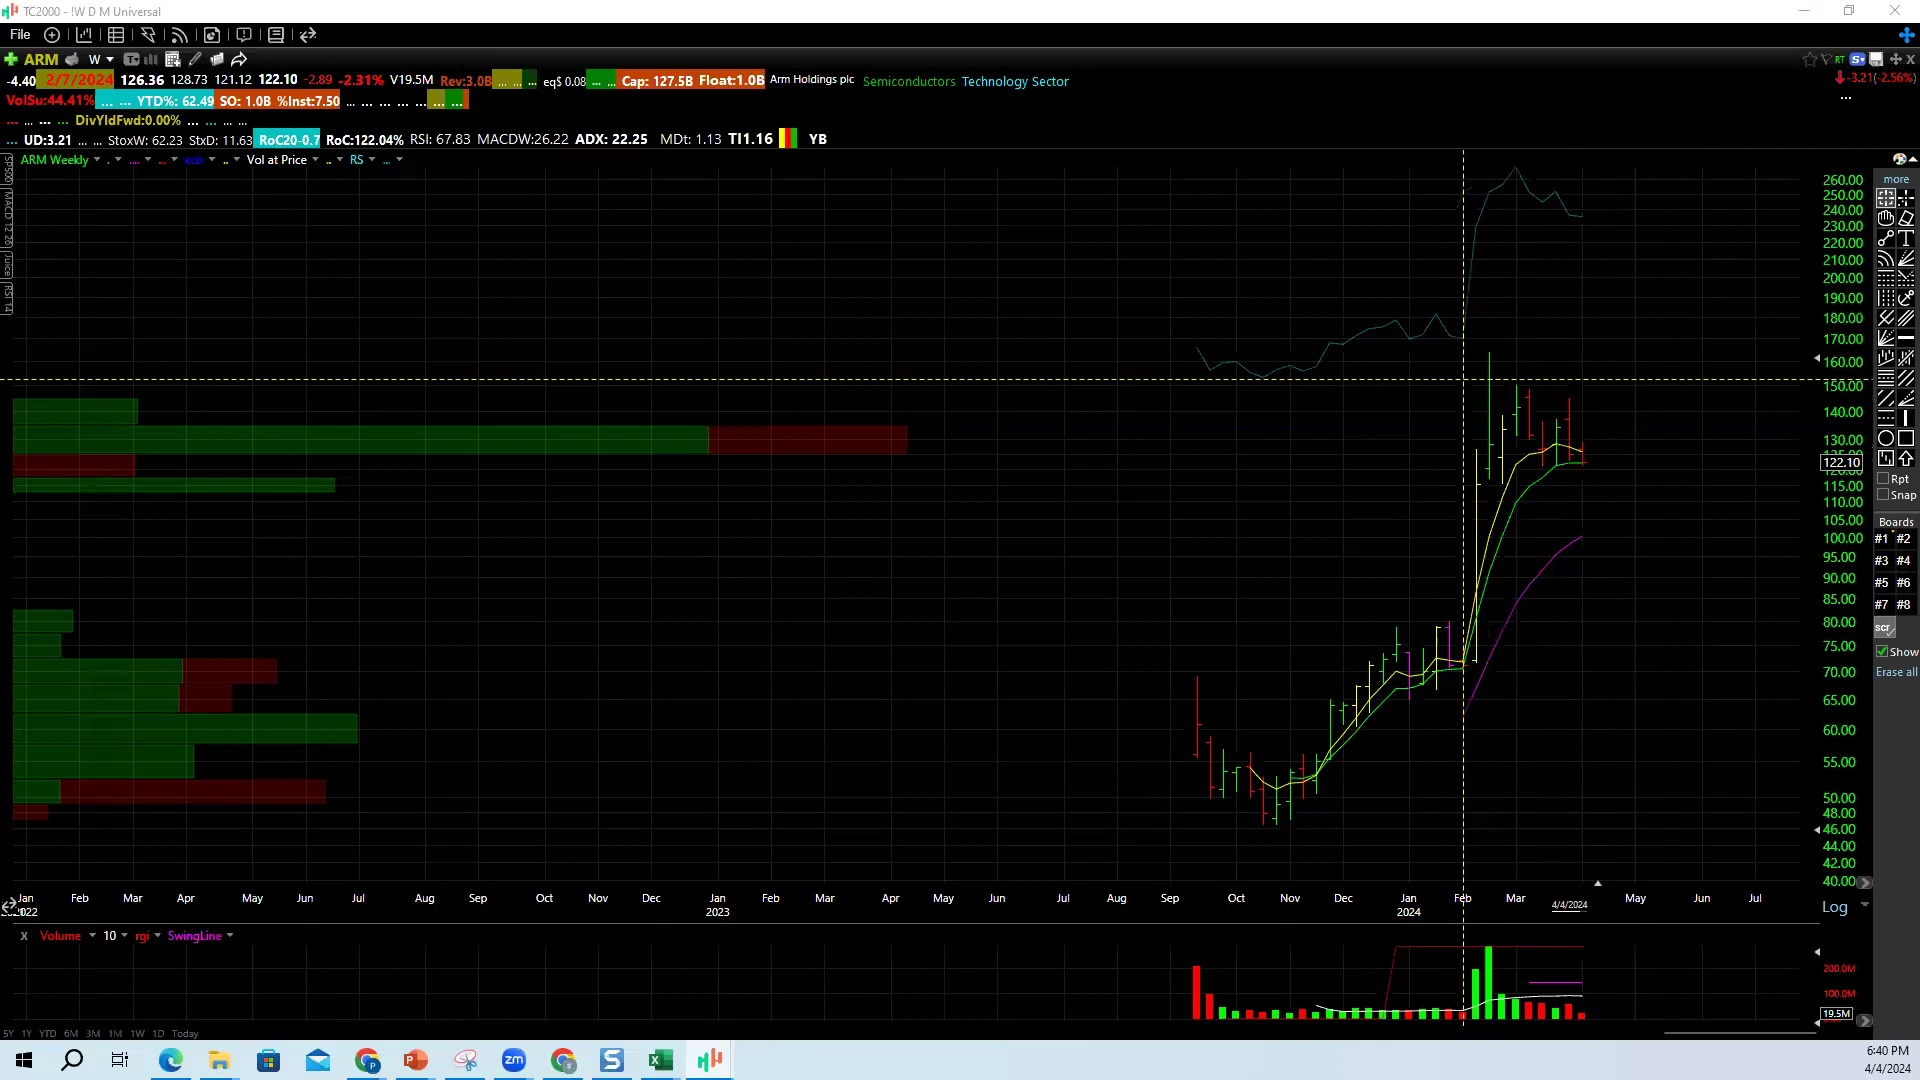 TC2000 - !W D M Universal
File
ARM W
-4.40 2/7/2024 126.36 128.73 121.12 122.10 -2.89 -2.31% V19.5M Rev:3.0B ... ... eq$ 0.08 ... ... Cap: 127.5B Float:1.0B Arm Holdings plc Semiconductors Technology Sector -3.21(-2.56%)
VolSu:44.41% ... ... YTD%: 62.49 SO: 1.0B %Inst:7.50 ... ... ... ... ... ... ... ...
... ... ... ... DivYldFwd:0.00% ... ... ... ...
... UD:3.21 ... ... StoxW: 62.23 StxD: 11.63 RoC20-0.7 RoC:122.04% RSI: 67.83 MACDW:26.22 ADX: 22.25 MDt: 1.13 TI1.16 YB
ARM Weekly Vol at Price RS
SP500
MACD 12 26
Juice
RSI 14
more
260.00
250.00
240.00
230.00
220.00
210.00
200.00
190.00
180.00
170.00
160.00
150.00
140.00
130.00
122.10
115.00
110.00
105.00
100.00
95.00
90.00
85.00
80.00
75.00
70.00
65.00
60.00
55.00
50.00
48.00
46.00
44.00
42.00
40.00
Rpt
Snap
Boards
#1 #2
#3 #4
#5 #6
#7 #8
scr
Show
Erase all
Jan Feb Mar Apr May Jun Jul Aug Sep Oct Nov Dec Jan Feb Mar Apr May Jun Jul Aug Sep Oct Nov Dec Jan Feb Mar 4/4/2024 May Jun Jul
2023 2024
Log
X Volume 10 rgi SwingLine
200.0M
100.0M
19.5M
5Y 1Y YTD 6M 3M 1M 1W 1D Today
6:40 PM
4/4/2024